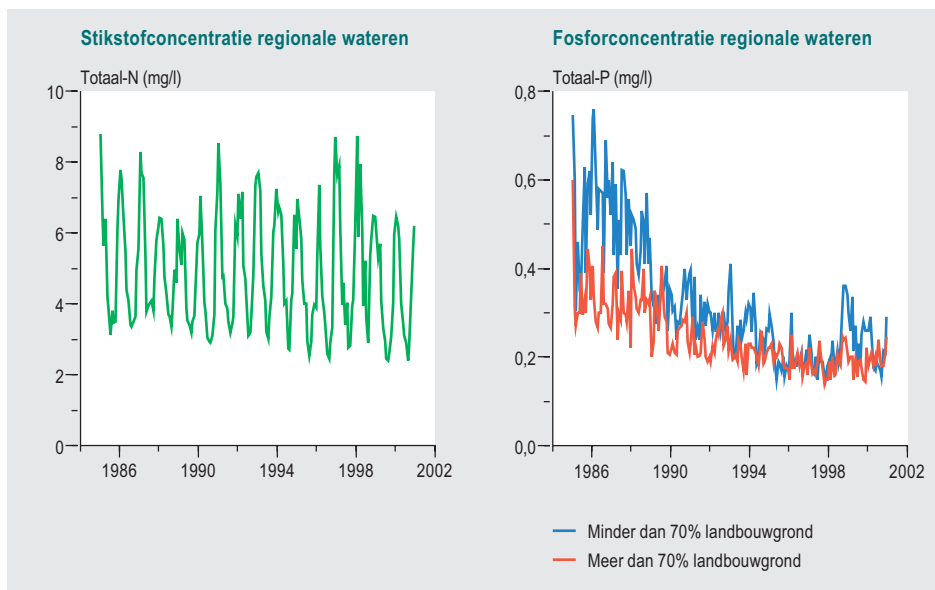 Stikstofconcentratie regionale wateren
Totaal-N (mg/l)
10
8
6
4
2
0
1986 1990 1994 1998 2002
Fosforconcentratie regionale wateren
Totaal-P (mg/l)
0,8
0,6
0,4
0,2
0,0
1986 1990 1994 1998 2002
Minder dan 70% landbouwgrond
Meer dan 70% landbouwgrond